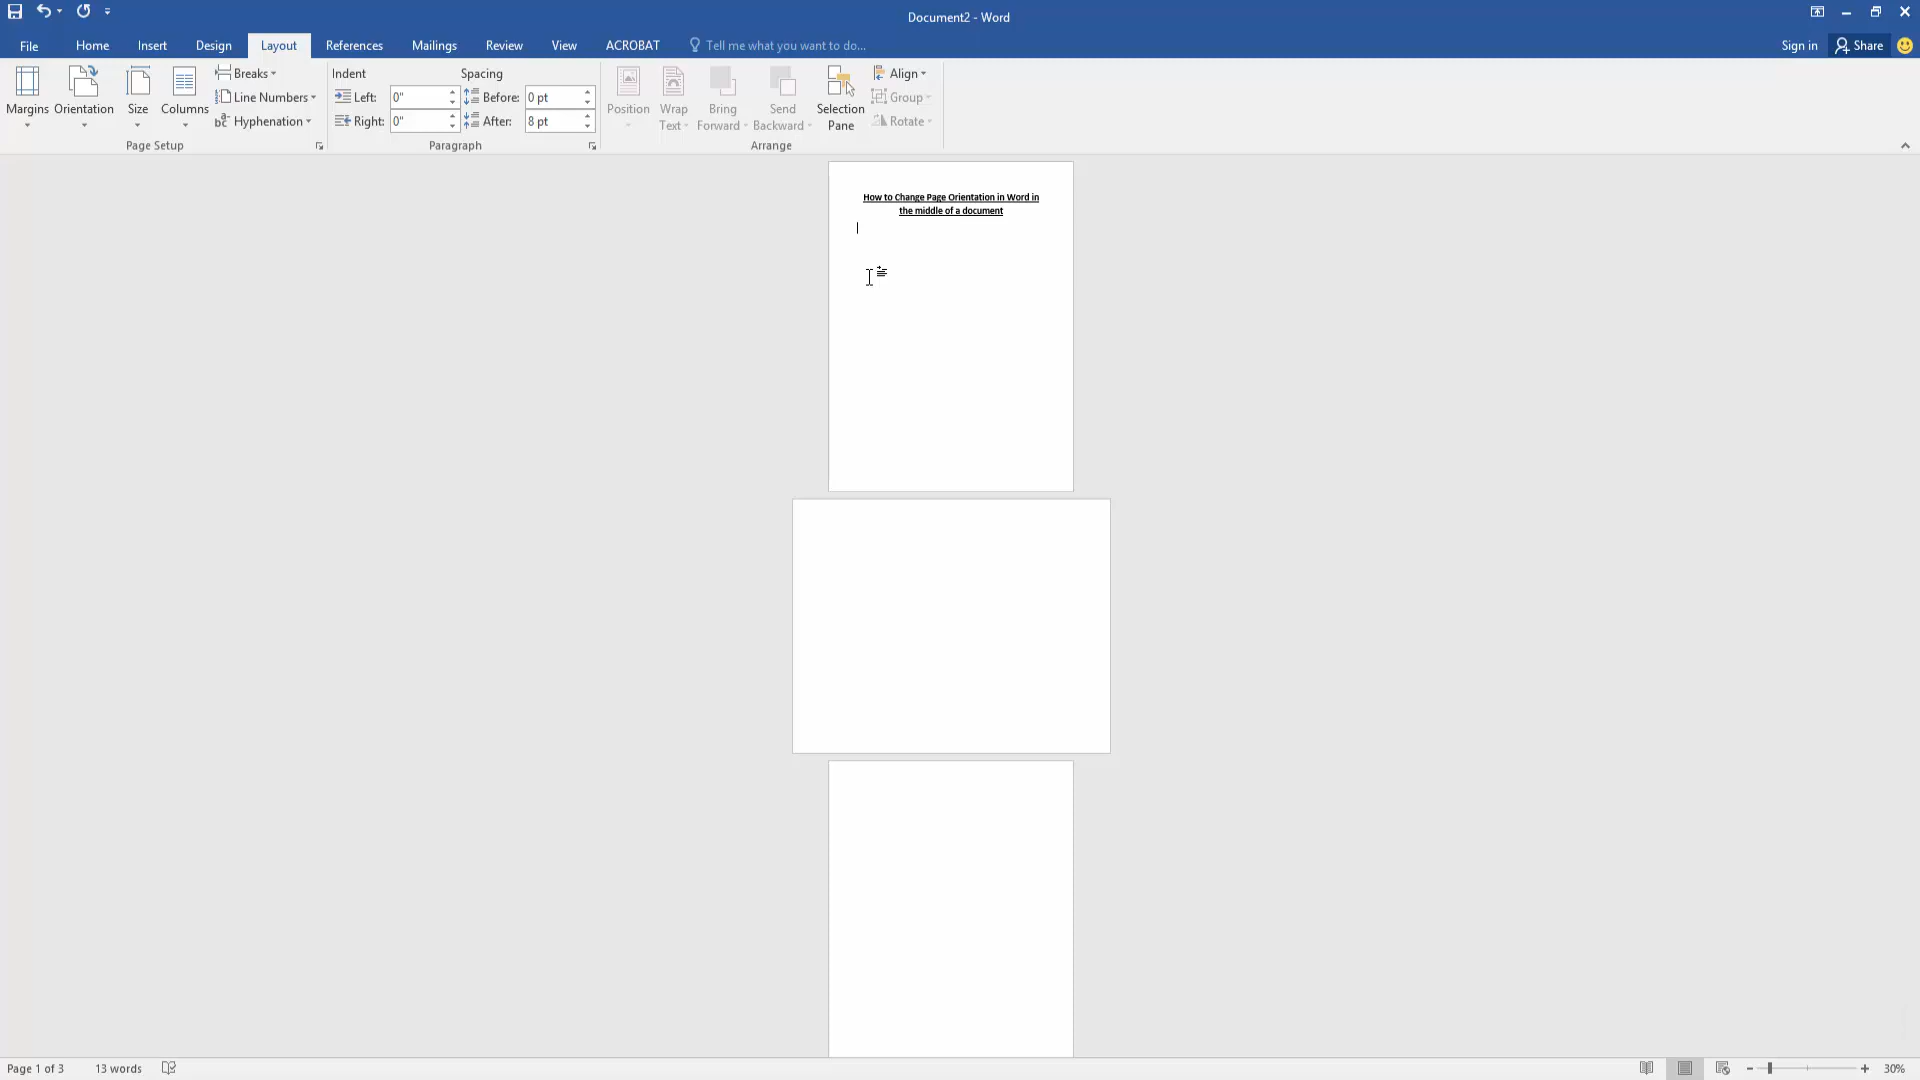 Document2 - Word
File Home Insert Design Layout References Mailings Review View ACROBAT Tell me what you want to do... Sign in Share
Margins Orientation Size Columns
Breaks
Line Numbers
Hyphenation
Page Setup
Indent
Left: 0"
Right: 0"
Spacing
Before: 0 pt
After: 8 pt
Paragraph
Position
Wrap
Text
Bring
Forward
Send
Backward
Selection
Pane
Align
Group
Rotate
Arrange
How to Change Page Orientation in Word in
the middle of a document
Page 1 of 3 13 words 30%